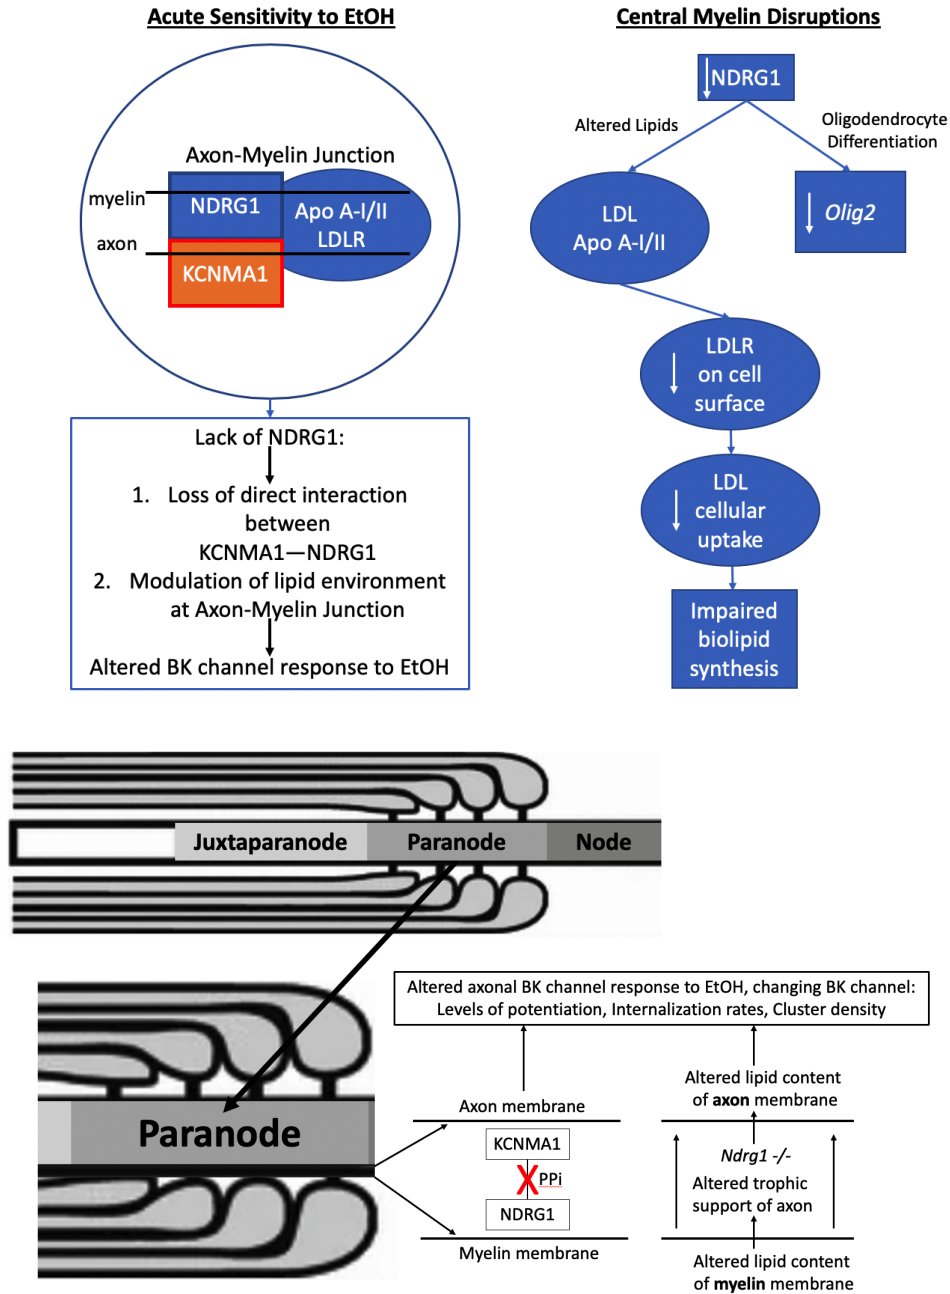 Acute Sensitivity to EtOH
Axon-Myelin Junction
myelin
NDRG1
Apo A-I/II
LDLR
axon
KCNMA1
Lack of NDRG1:
1. Loss of direct interaction
between
KCNMA1—NDRG1
2. Modulation of lipid environment
at Axon-Myelin Junction
Altered BK channel response to EtOH
Central Myelin Disruptions
↓NDRG1
Altered Lipids
Oligodendrocyte
Differentiation
LDL
Apo A-I/II
↓ Olig2
LDLR
↓ on cell
surface
LDL
↓ cellular
uptake
Impaired
biolipid
synthesis
Juxtaparanode
Paranode
Node
Paranode
Altered axonal BK channel response to EtOH, changing BK channel:
Levels of potentiation, Internalization rates, Cluster density
Axon membrane
KCNMA1
X PPi
NDRG1
Myelin membrane
Altered lipid content
of axon membrane
Ndrg1 -/-
Altered trophic
support of axon
Altered lipid content
of myelin membrane